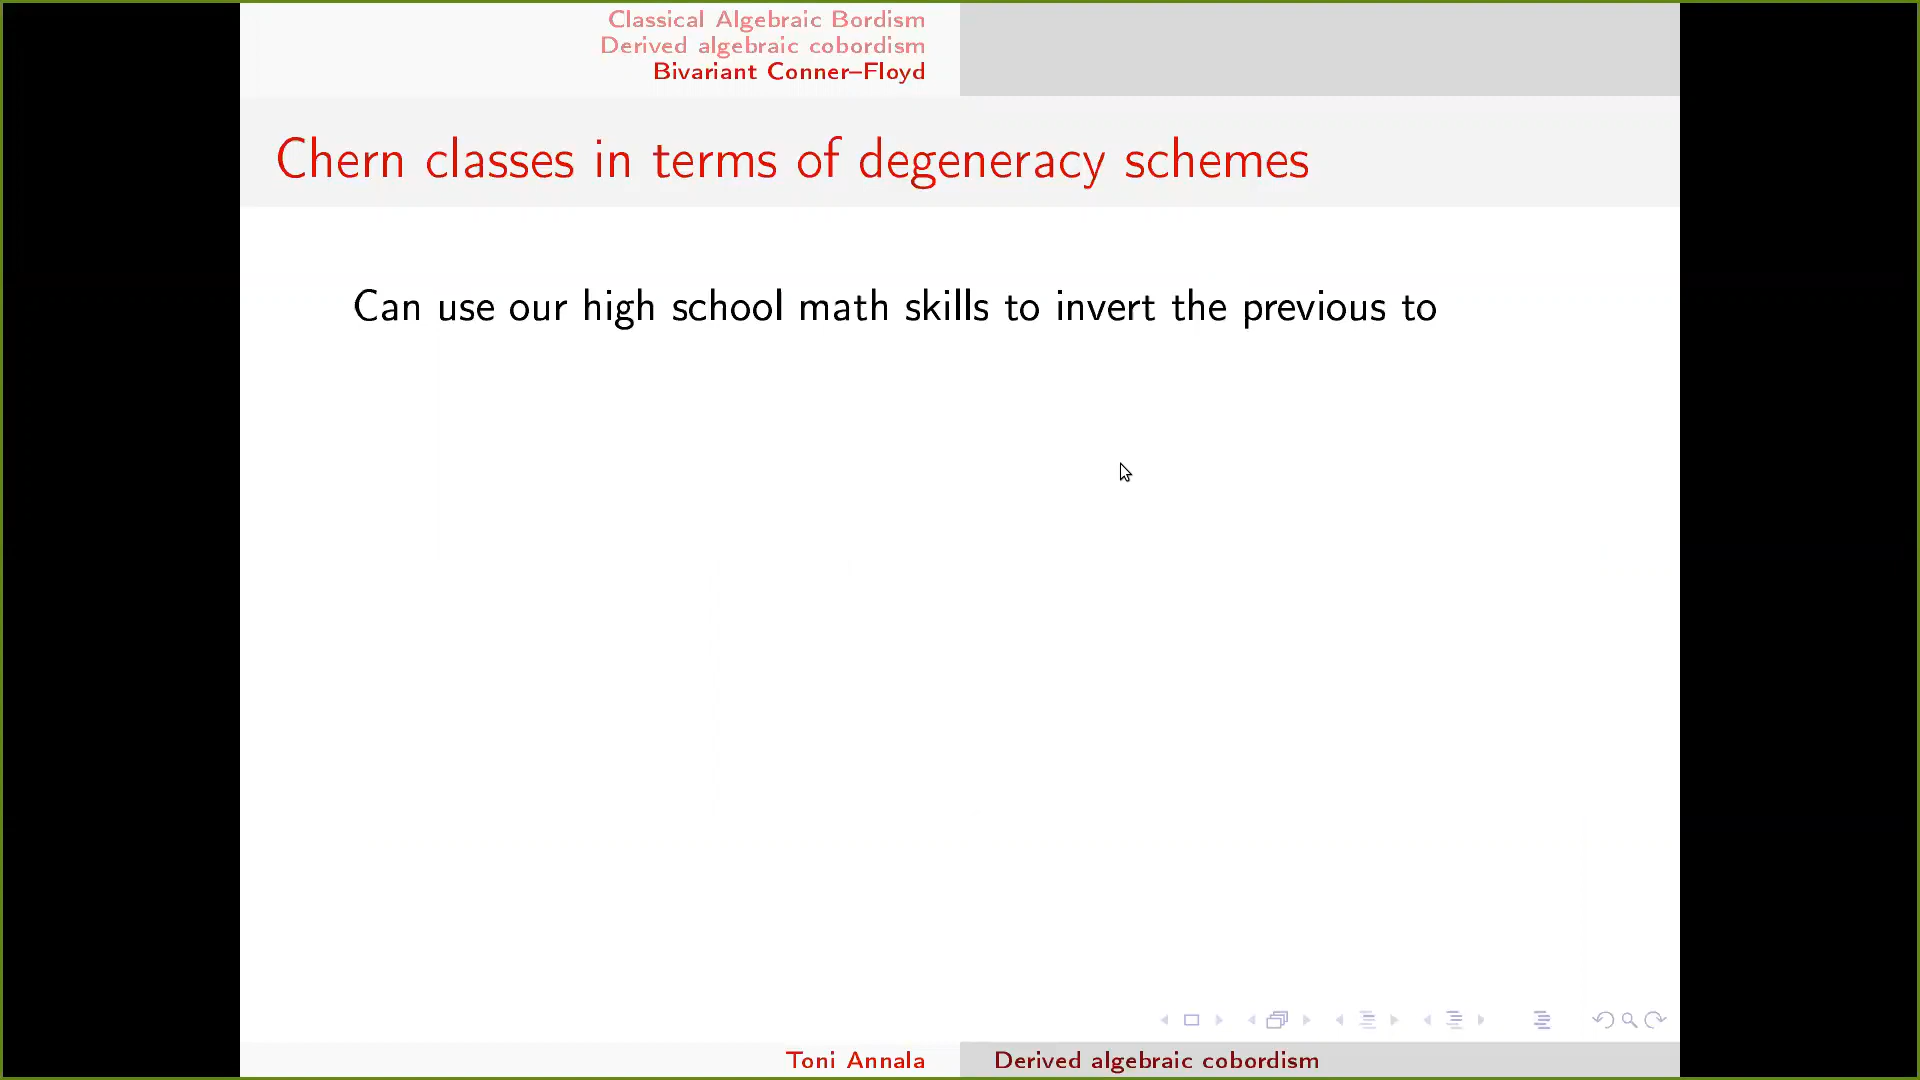 Classical Algebraic Bordism
Derived algebraic cobordism
Bivariant Conner–Floyd
Chern classes in terms of degeneracy schemes
Can use our high school math skills to invert the previous to
Toni Annala
Derived algebraic cobordism